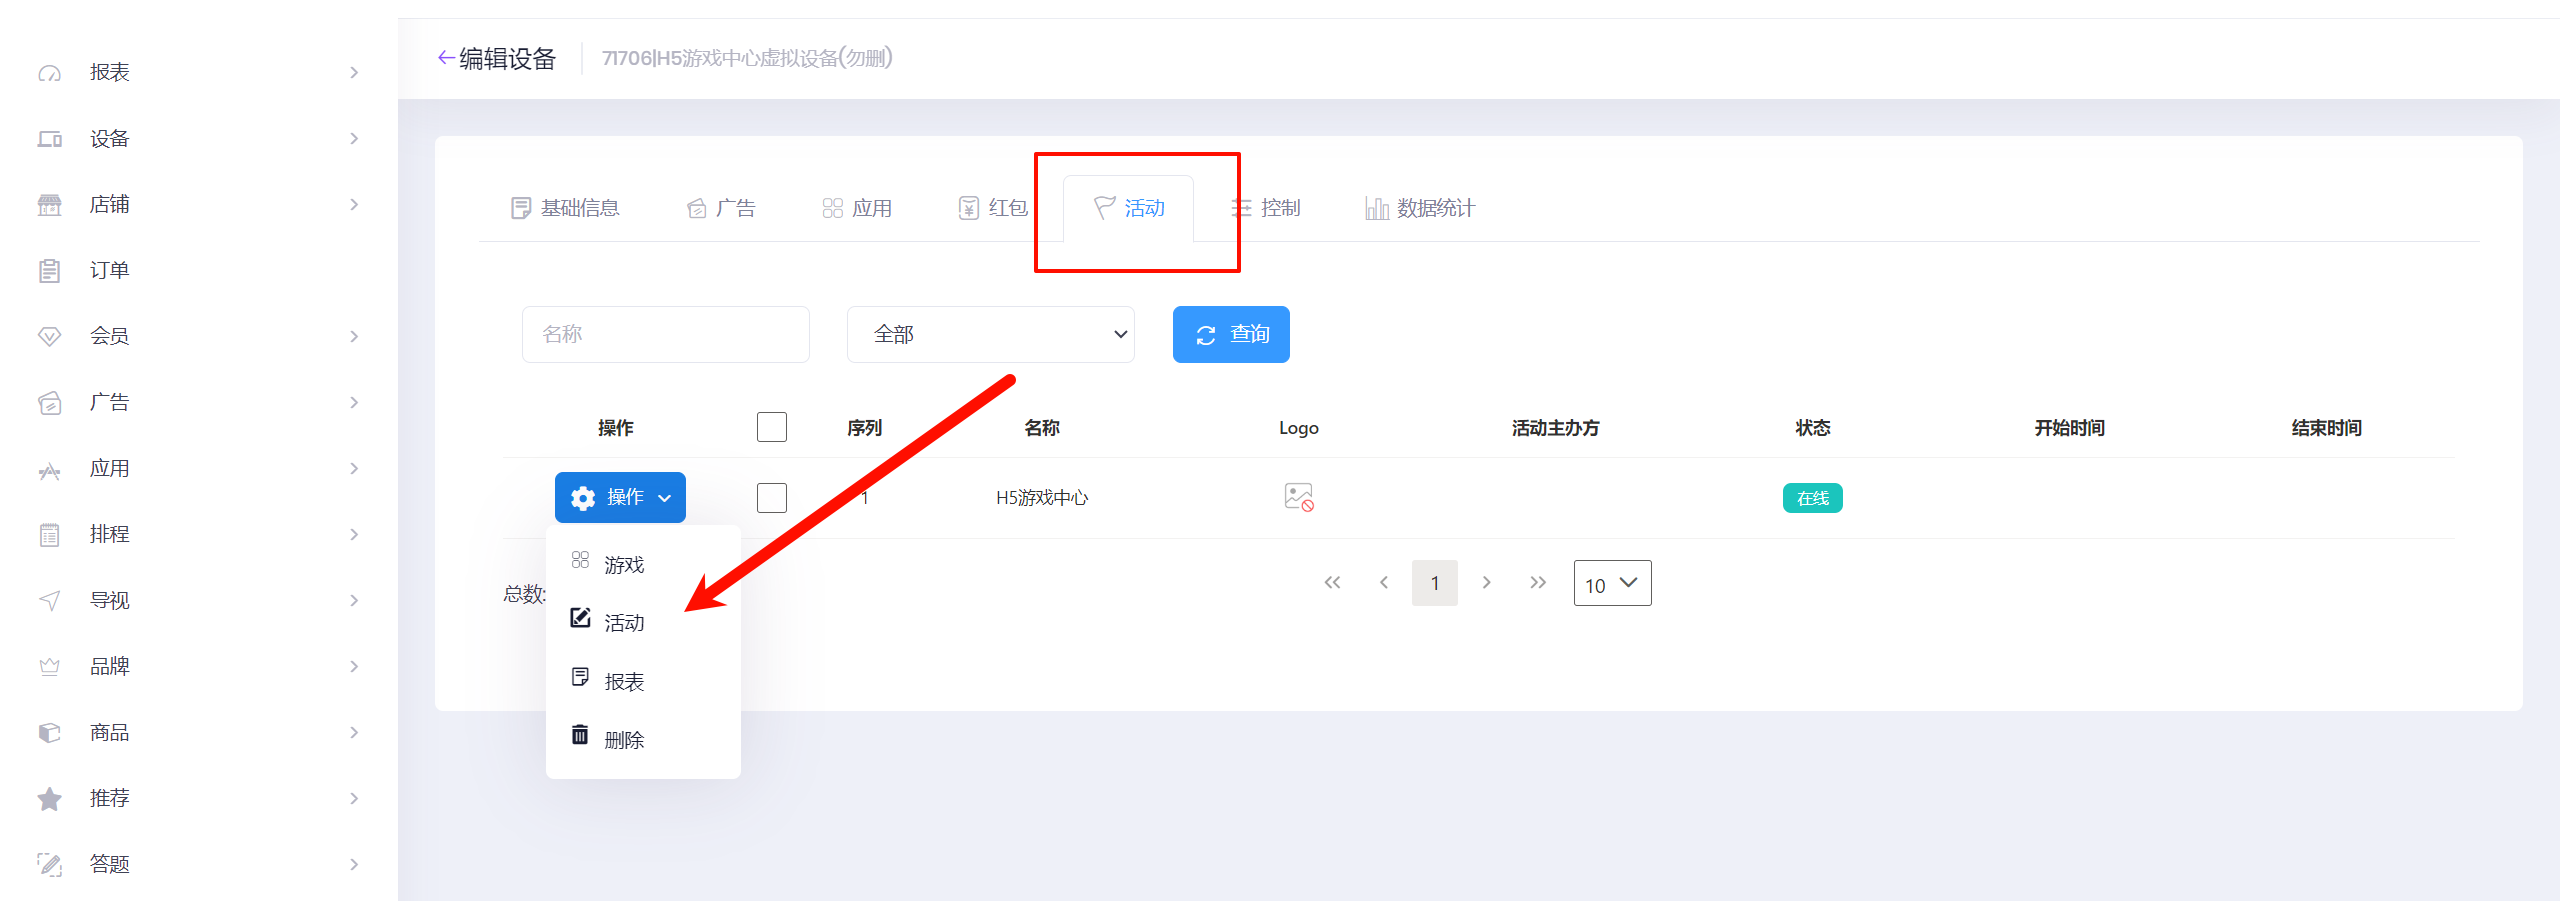 编辑设备
71706|H5游戏中心虚拟设备(勿删)
报表
设备
店铺
订单
会员
广告
应用
排程
导视
品牌
商品
推荐
答题
基础信息 广告 应用 红包 活动 控制 数据统计
名称 全部 查询
操作 序列 名称 Logo 活动主办方 状态 开始时间 结束时间
操作 1 H5游戏中心 在线
总数: 1 10
游戏
活动
报表
删除